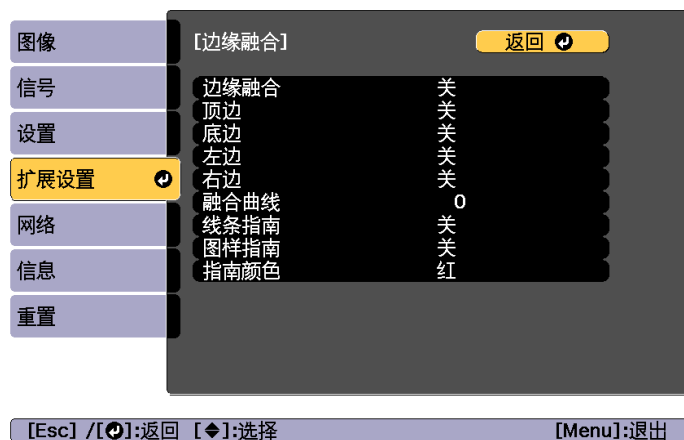 图像
信号
设置
扩展设置
网络
信息
重置
[边缘融合]
返回
边缘融合 关
顶边 关
底边 关
左边 关
右边 关
融合曲线 0
线条指南 关
图样指南 关
指南颜色 红
[Esc] /[⏎]:返回 [◆]:选择 [Menu]:退出